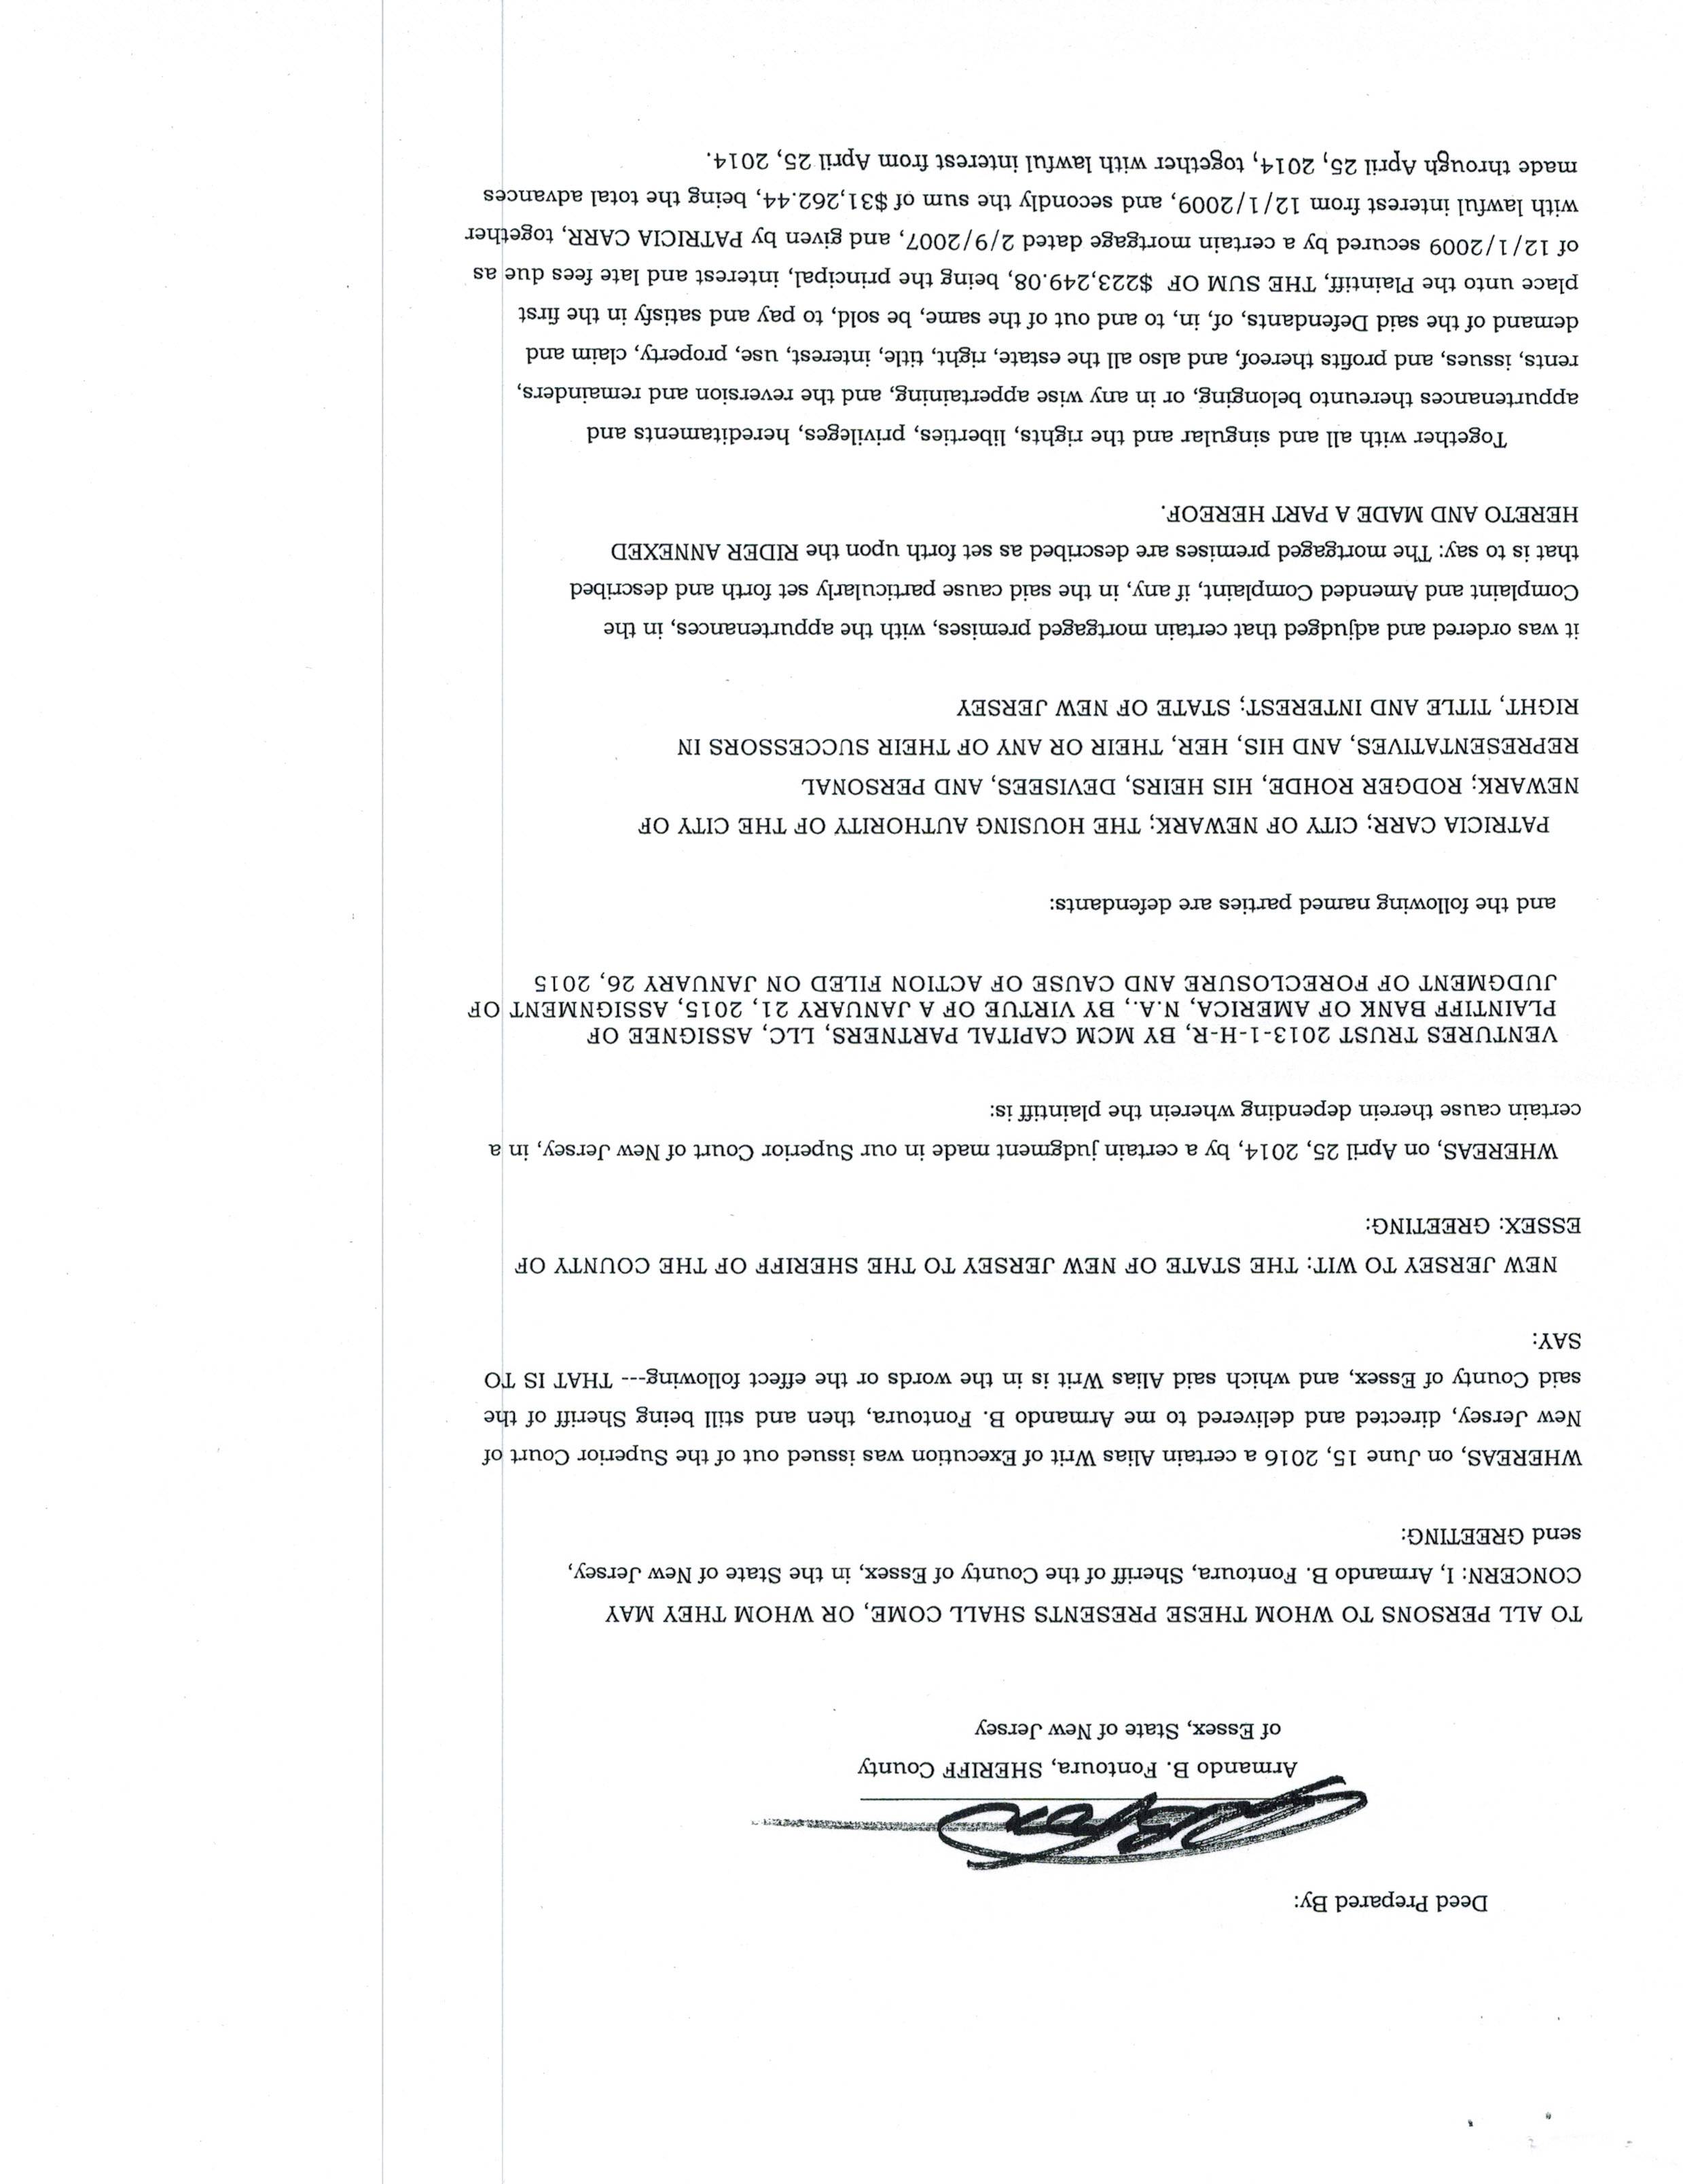 Deed Prepared By:
Armando B. Fontoura, SHERIFF County
of Essex, State of New Jersey
TO ALL PERSONS TO WHOM THESE PRESENTS SHALL COME, OR WHOM THEY MAY
CONCERN: I, Armando B. Fontoura, Sheriff of the County of Essex, in the State of New Jersey,
send GREETING:
WHEREAS, on June 15, 2016 a certain Alias Writ of Execution was issued out of the Superior Court of
New Jersey, directed and delivered to me Armando B. Fontoura, then and still being Sheriff of the
said County of Essex, and which said Alias Writ is in the words or the effect following--- THAT IS TO
SAY:
NEW JERSEY TO WIT: THE STATE OF NEW JERSEY TO THE SHERIFF OF THE COUNTY OF
ESSEX: GREETING:
WHEREAS, on April 25, 2014, by a certain judgment made in our Superior Court of New Jersey, in a
certain cause therein depending wherein the plaintiff is:
VENTURES TRUST 2013-1-H-R, BY MCM CAPITAL PARTNERS, LLC, ASSIGNEE OF
PLAINTIFF BANK OF AMERICA, N.A., BY VIRTUE OF A JANUARY 21, 2015, ASSIGNMENT OF
JUDGMENT OF FORECLOSURE AND CAUSE OF ACTION FILED ON JANUARY 26, 2015
and the following named parties are defendants:
PATRICIA CARR; CITY OF NEWARK; THE HOUSING AUTHORITY OF THE CITY OF
NEWARK; RODGER ROHDE, HIS HEIRS, DEVISEES, AND PERSONAL
REPRESENTATIVES, AND HIS, HER, THEIR OR ANY OF THEIR SUCCESSORS IN
RIGHT, TITLE AND INTEREST; STATE OF NEW JERSEY
it was ordered and adjudged that certain mortgaged premises, with the appurtenances, in the
Complaint and Amended Complaint, if any, in the said cause particularly set forth and described
that is to say: The mortgaged premises are described as set forth upon the RIDER ANNEXED
HERETO AND MADE A PART HEREOF.
Together with all and singular and the rights, liberties, privileges, hereditaments and
appurtenances thereunto belonging, or in any wise appertaining, and the reversion and remainders,
rents, issues, and profits thereof, and also all the estate, right, title, interest, use, property, claim and
demand of the said Defendants, of, in, to and out of the same, be sold, to pay and satisfy in the first
place unto the Plaintiff, THE SUM OF $223,249.08, being the principal, interest and late fees due as
of 12/1/2009 secured by a certain mortgage dated 2/9/2007, and given by PATRICIA CARR, together
with lawful interest from 12/1/2009, and secondly the sum of $31,262.44, being the total advances
made through April 25, 2014, together with lawful interest from April 25, 2014.